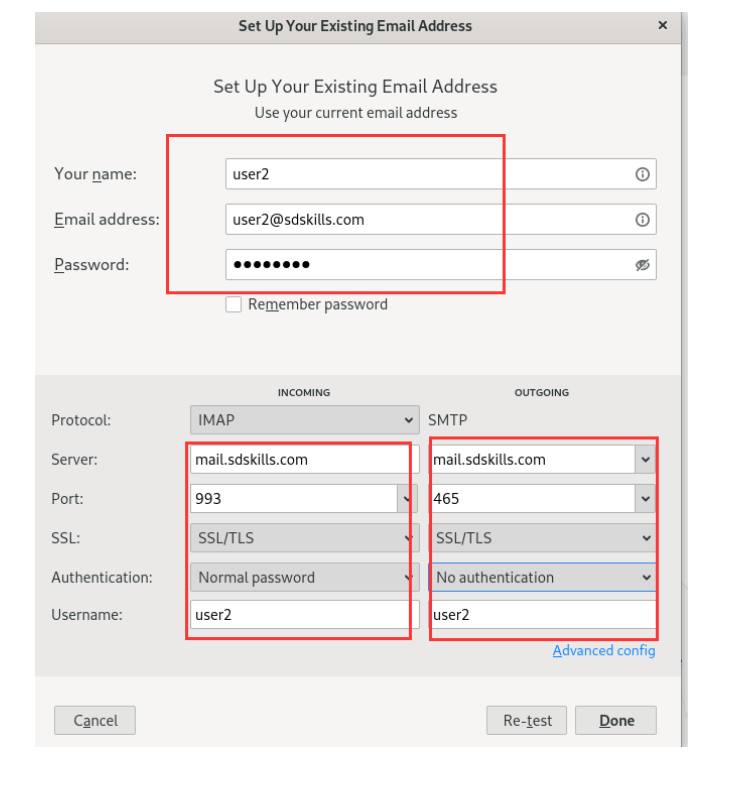 Set Up Your Existing Email Address ×
Set Up Your Existing Email Address
Use your current email address
Your name: user2
Email address: user2@sdskills.com
Password: ●●●●●●●●
Remember password
INCOMING OUTGOING
Protocol: IMAP SMTP
Server: mail.sdskills.com mail.sdskills.com
Port: 993 465
SSL: SSL/TLS SSL/TLS
Authentication: Normal password No authentication
Username: user2 user2
Advanced config
Cancel Re-test Done